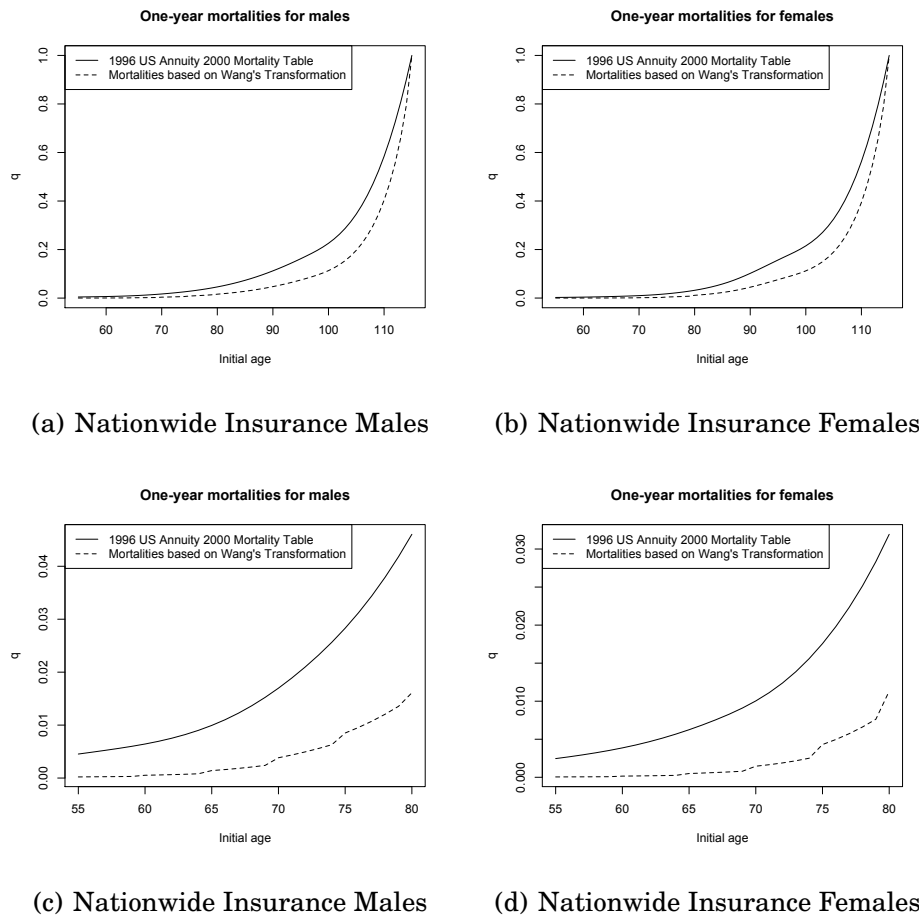 One-year mortalities for males
1996 US Annuity 2000 Mortality Table
Mortalities based on Wang's Transformation
q
0.0 0.2 0.4 0.6 0.8 1.0
60 70 80 90 100 110
Initial age
(a) Nationwide Insurance Males
One-year mortalities for females
1996 US Annuity 2000 Mortality Table
Mortalities based on Wang's Transformation
q
0.0 0.2 0.4 0.6 0.8 1.0
60 70 80 90 100 110
Initial age
(b) Nationwide Insurance Females
One-year mortalities for males
1996 US Annuity 2000 Mortality Table
Mortalities based on Wang's Transformation
q
0.00 0.01 0.02 0.03 0.04
55 60 65 70 75 80
Initial age
(c) Nationwide Insurance Males
One-year mortalities for females
1996 US Annuity 2000 Mortality Table
Mortalities based on Wang's Transformation
q
0.000 0.010 0.020 0.030
55 60 65 70 75 80
Initial age
(d) Nationwide Insurance Females